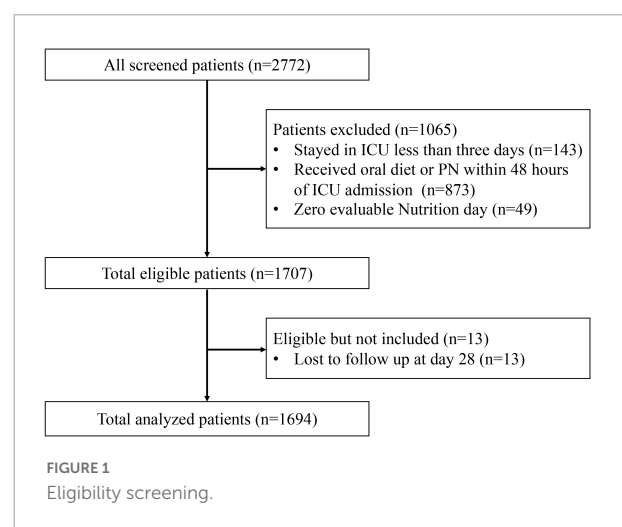 All screened patients (n=2772)
Patients excluded (n=1065)
• Stayed in ICU less than three days (n=143)
• Received oral diet or PN within 48 hours
of ICU admission (n=873)
• Zero evaluable Nutrition day (n=49)
Total eligible patients (n=1707)
Eligible but not included (n=13)
• Lost to follow up at day 28 (n=13)
Total analyzed patients (n=1694)
FIGURE 1
Eligibility screening.